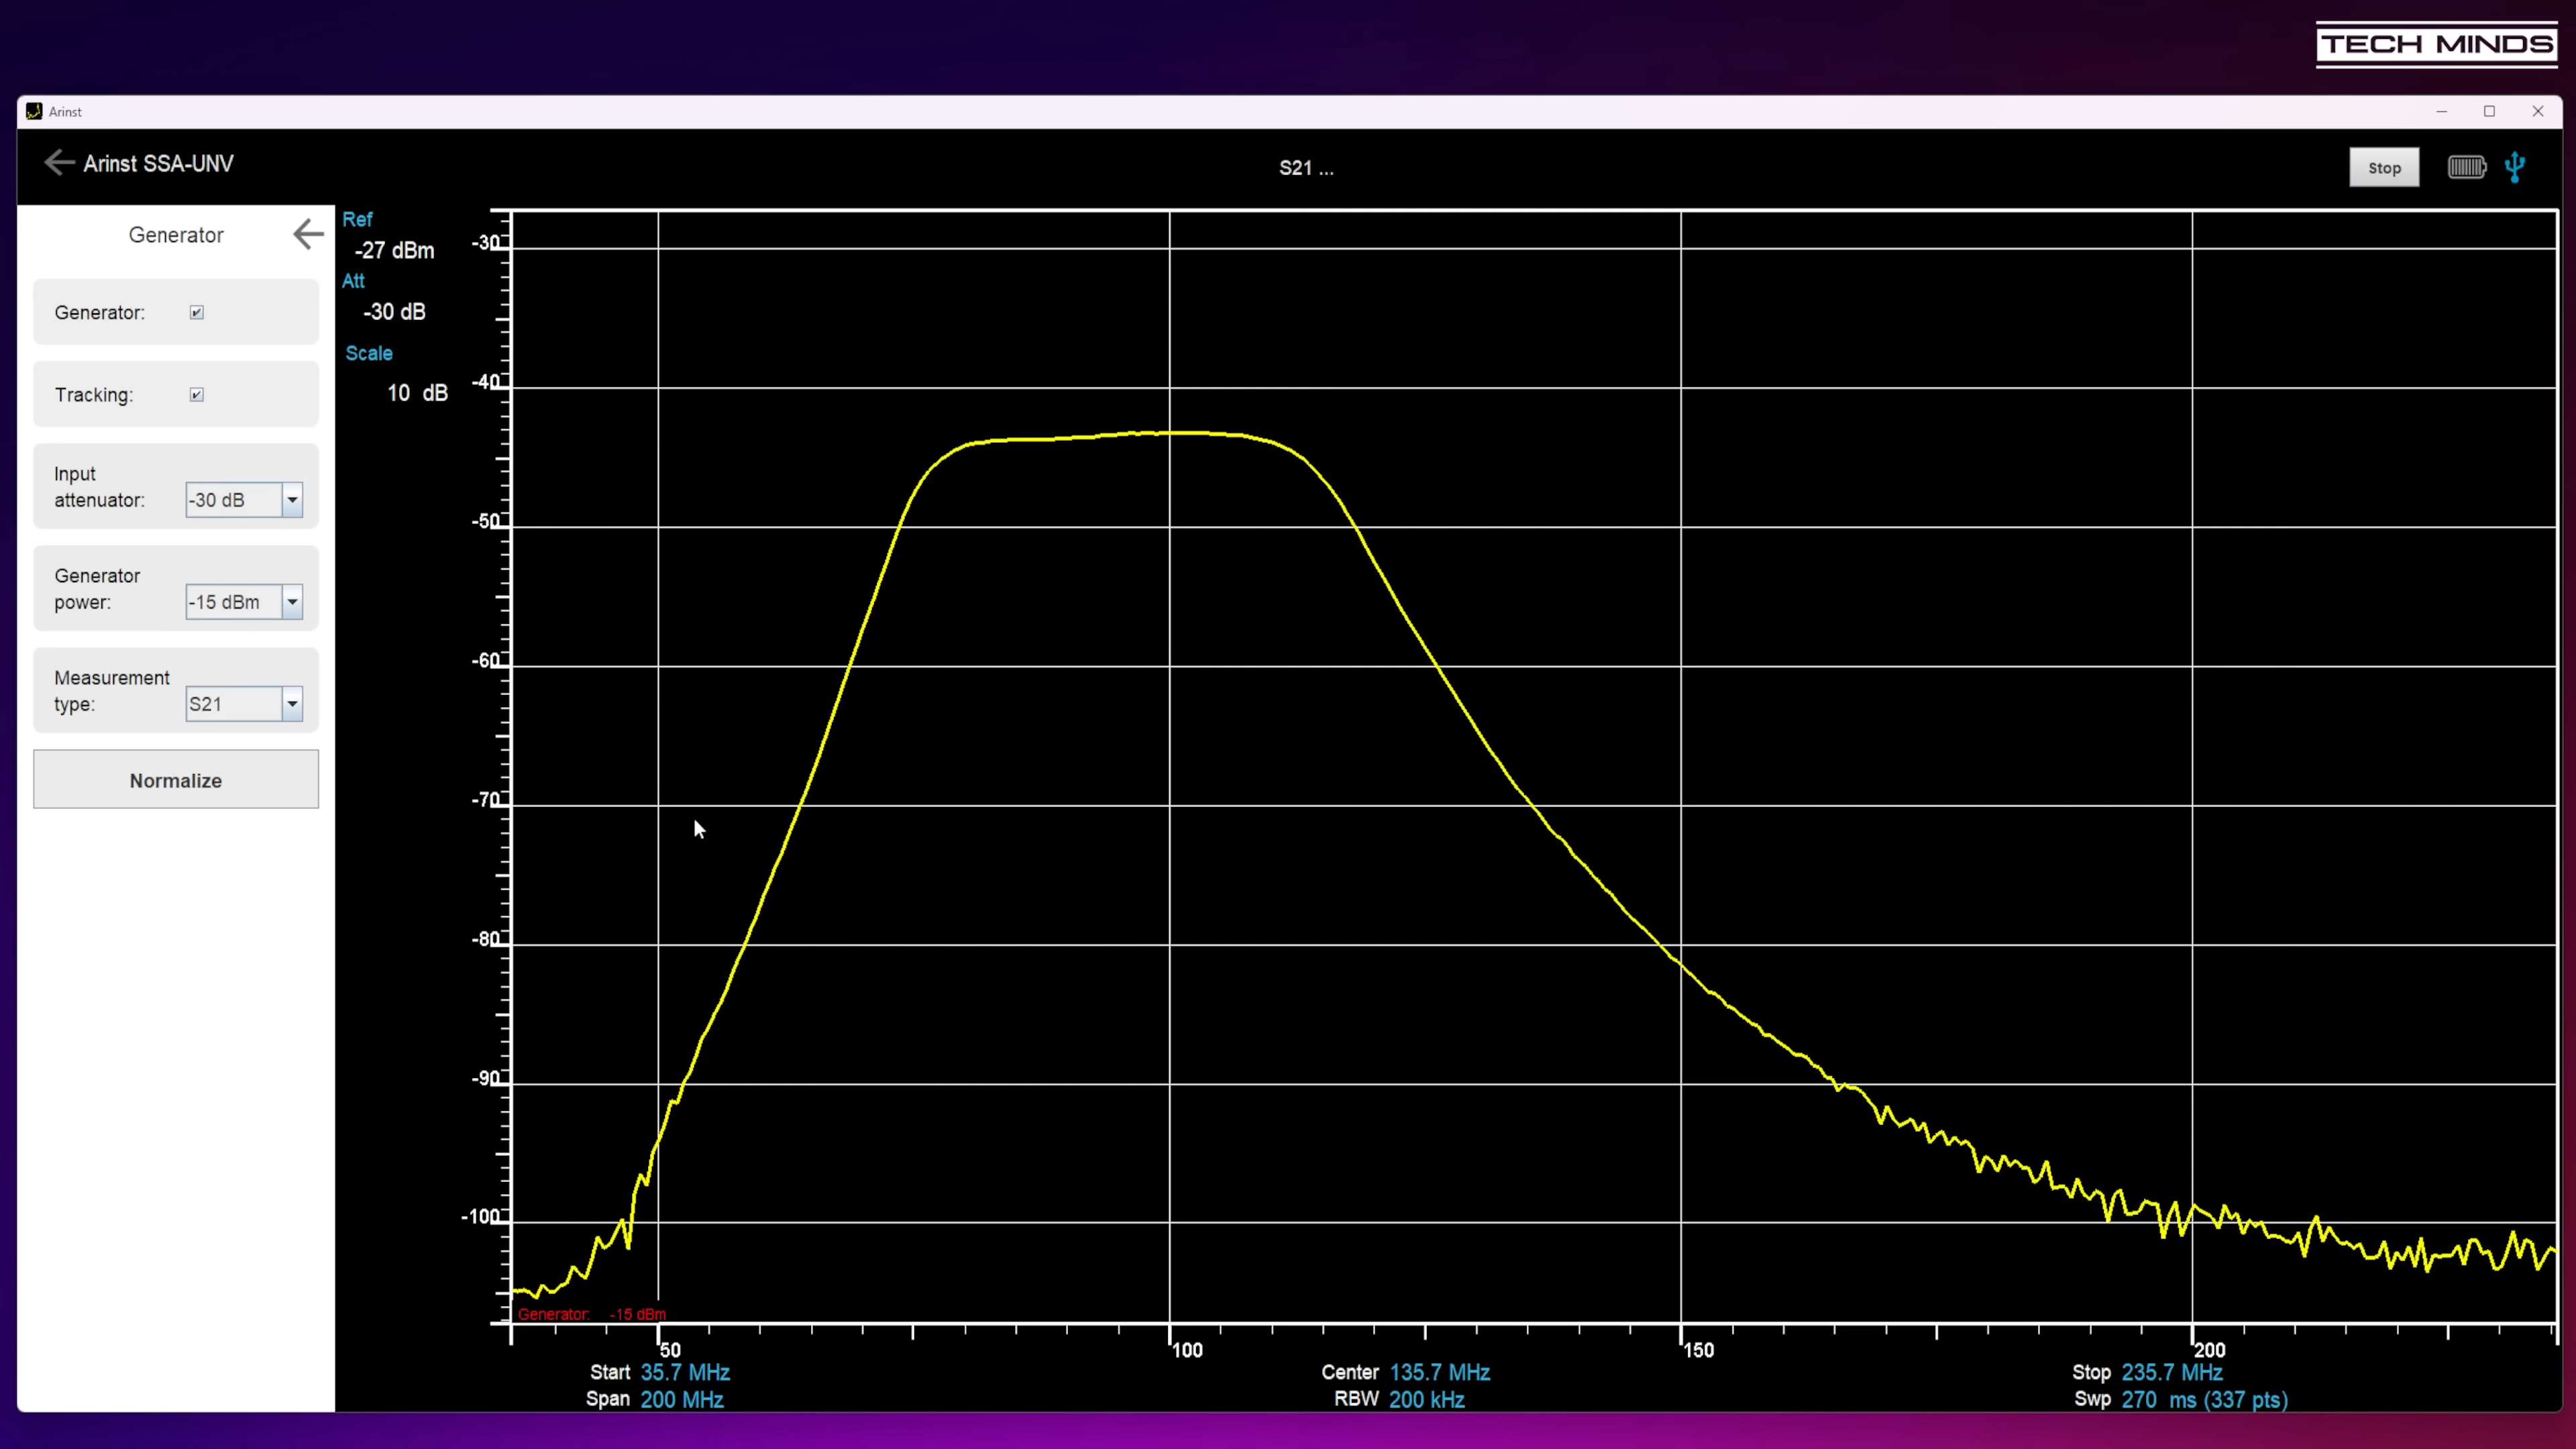 TECH MINDS
Arinst
Arinst SSA-UNV
S21 ...
Stop
Generator
Generator:
Tracking:
Input
attenuator: -30 dB
Generator
power: -15 dBm
Measurement
type: S21
Normalize
Ref
-27 dBm
Att
-30 dB
Scale
10 dB
-30
-40
-50
-60
-70
-80
-90
-100
Generator: -15 dBm
50 100 150 200
Start 35.7 MHz Center 135.7 MHz Stop 235.7 MHz
Span 200 MHz RBW 200 kHz Swp 270 ms (337 pts)